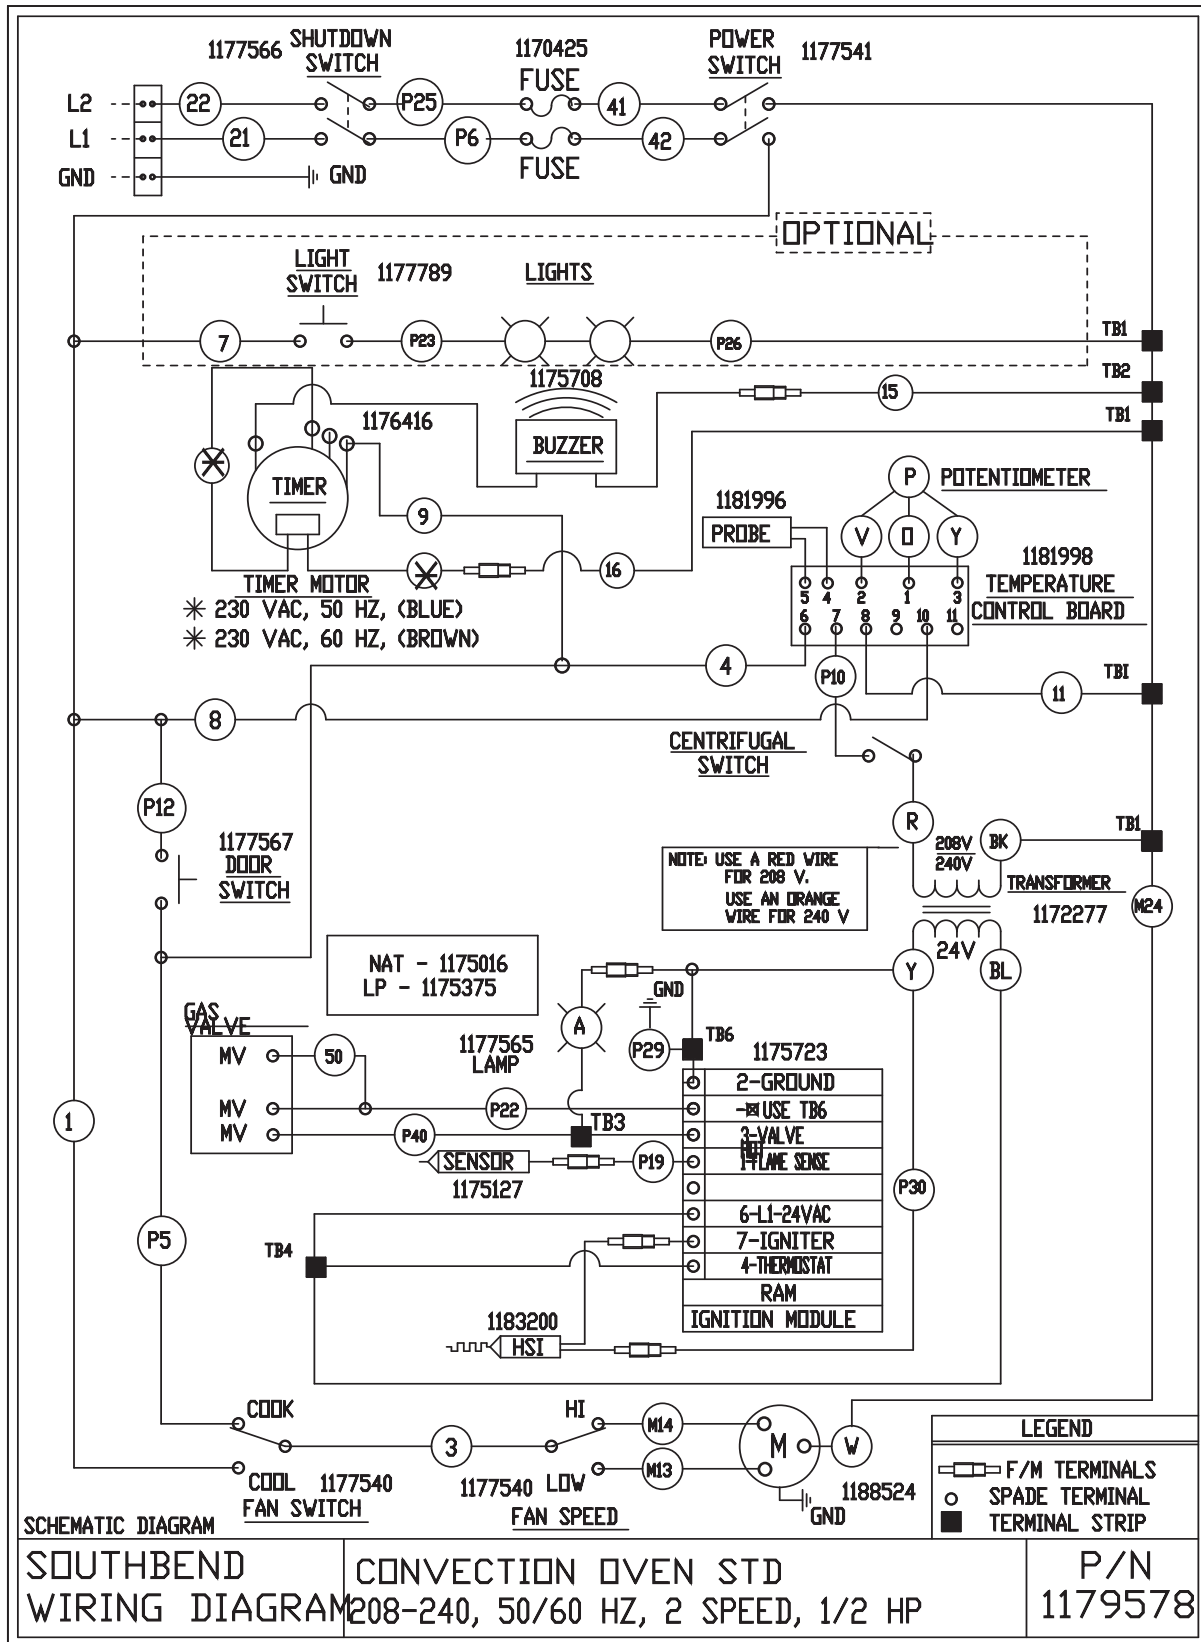 1177566 SHUTDOWN
SWITCH
1170425
FUSE
POWER
SWITCH
1177541
L2
22
P25
41
L1
21
P6
42
FUSE
GND
GND
OPTIONAL
LIGHT
SWITCH
1177789
LIGHTS
7
P23
P26
TB1
TB2
TB1
1175708
15
1176416
BUZZER
TIMER
9
16
TIMER MOTOR
230 VAC, 50 HZ, (BLUE)
230 VAC, 60 HZ, (BROWN)
P
POTENTIOMETER
1181996
PROBE
V
O
Y
1181998
TEMPERATURE
CONTROL BOARD
5 4 2 1 3
6 7 8 9 10 11
4
P10
TBI
11
8
CENTRIFUGAL
SWITCH
P12
1177567
DOOR
SWITCH
R
208V
240V
BK
TB1
NOTE: USE A RED WIRE
FOR 208 V.
USE AN ORANGE
WIRE FOR 240 V
TRANSFORMER
1172277
M24
24V
Y
BL
NAT - 1175016
LP - 1175375
GND
A
GAS
VALVE
MV
50
1177565
LAMP
P29
TB6
1175723
2-GROUND
MV
P22
USE TB6
1
MV
P40
TB3
3-VALVE
SENSOR
P19
1-FLAME SENSE
1175127
P30
6-L1-24VAC
P5
TB4
7-IGNITER
4-THERMOSTAT
RAM
IGNITION MODULE
1183200
HSI
COOK
HI
M14
3
M
W
M13
COOL 1177540
FAN SWITCH
1177540 LOW
FAN SPEED
GND
1188524
LEGEND
F/M TERMINALS
SPADE TERMINAL
TERMINAL STRIP
SCHEMATIC DIAGRAM
SOUTHBEND
WIRING DIAGRAM
CONVECTION OVEN STD
208-240, 50/60 HZ, 2 SPEED, 1/2 HP
P/N
1179578